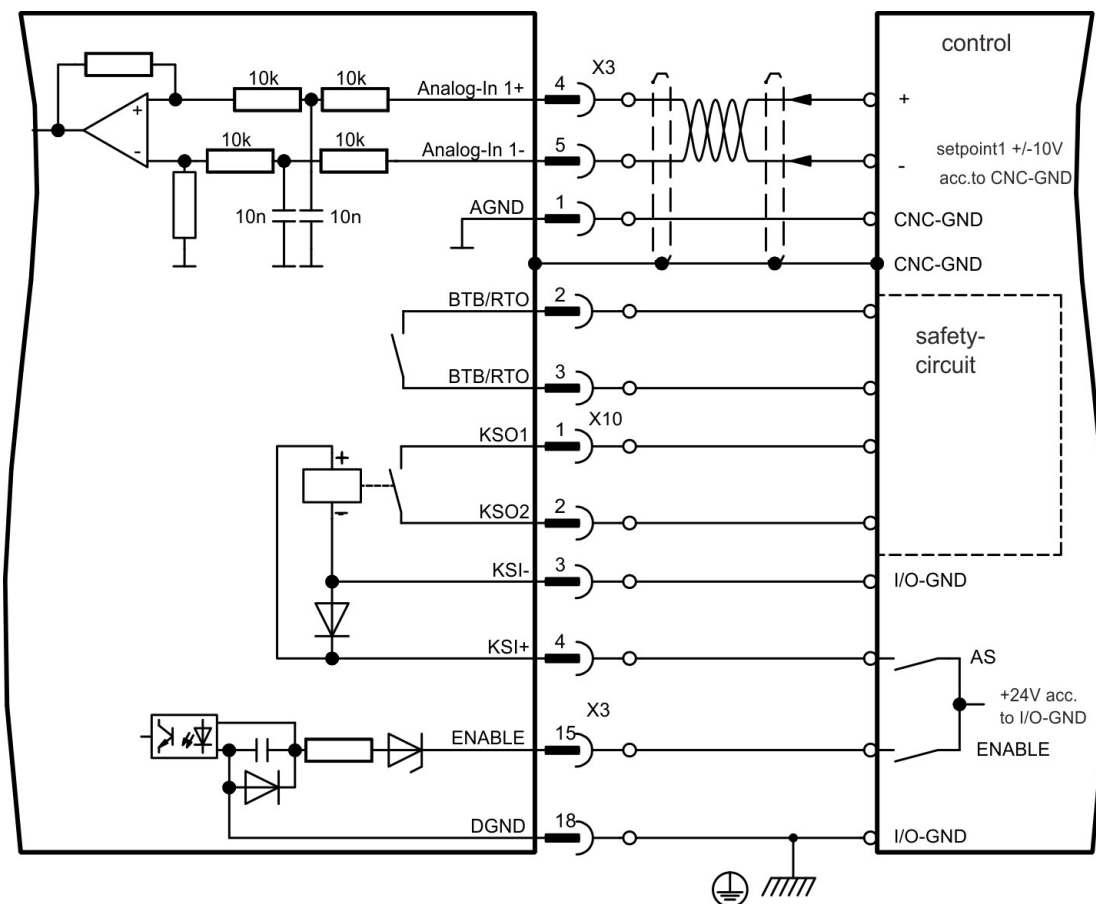 control
X3
10k
10k
Analog-In 1+
4
+
+
10k
10k
Analog-In 1-
5
-
-
setpoint1 +/-10V
acc.to CNC-GND
10n
10n
AGND
1
CNC-GND
CNC-GND
BTB/RTO
2
safety-
circuit
BTB/RTO
3
X10
KSO1
1
+
-
KSO2
2
KSI-
3
I/O-GND
KSI+
4
AS
+24V acc.
to I/O-GND
X3
ENABLE
15
ENABLE
DGND
18
I/O-GND